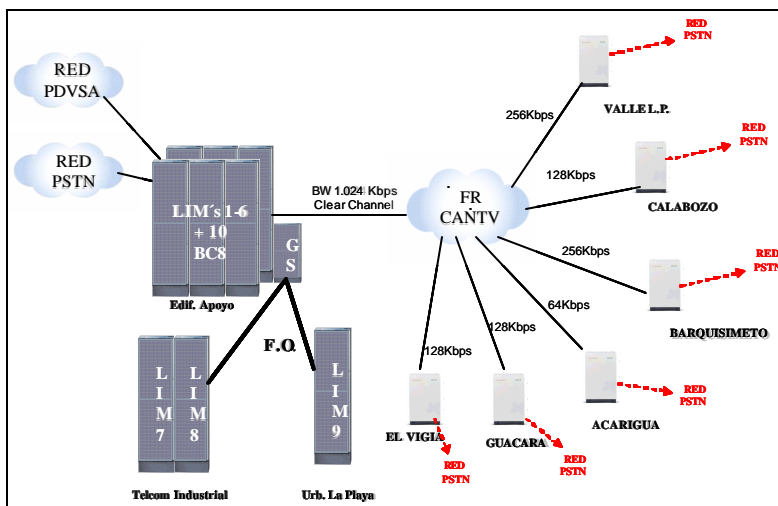 RED
PDVSA
RED
PSTN
LIM´s 1-6
+ 10
BC8
G
S
Edif. Apoyo
BW 1.024 Kbps
Clear Channel
FR
CANTV
F.O.
L
I
M
7
L
I
M
8
Telcom Industrial
L
I
M
9
Urb. La Playa
256Kbps
VALLE L.P.
RED
PSTN
128Kbps
CALABOZO
RED
PSTN
256Kbps
BARQUISIMETO
RED
PSTN
64Kbps
ACARIGUA
RED
PSTN
128Kbps
GUACARA
RED
PSTN
128Kbps
EL VIGIA
RED
PSTN